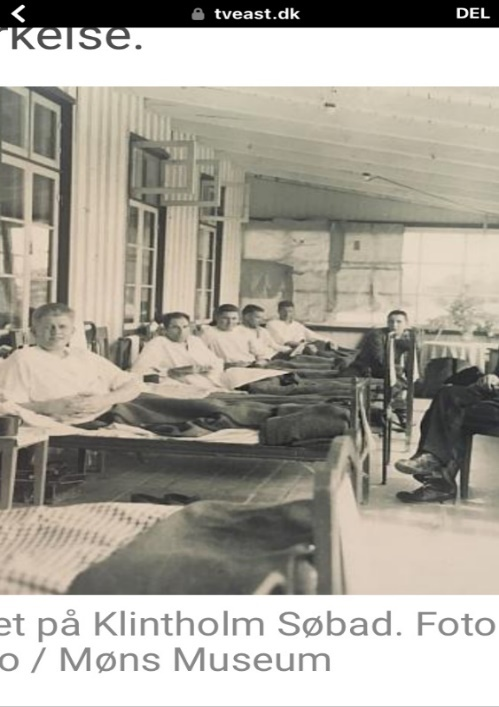 tveast.dk
DEL
rkelse.
et på Klintholm Søbad. Foto
o / Møns Museum